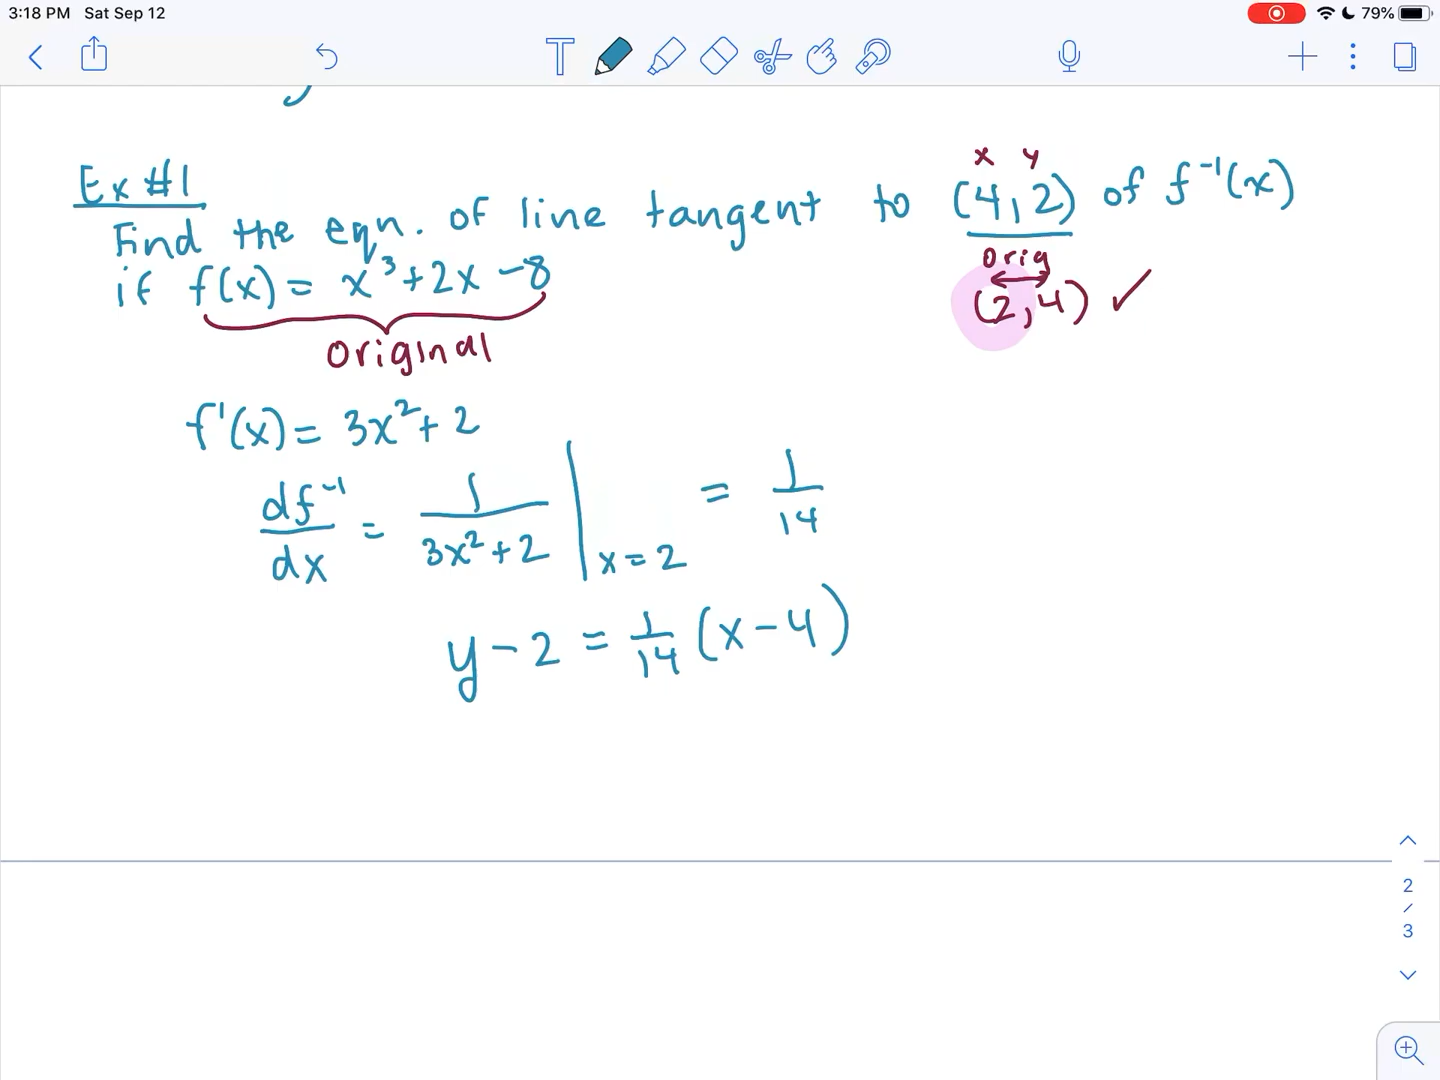 3:18 PM Sat Sep 12
79%
T
Ex #1
x y
Find the eqn. of line tangent to (4,2) of f⁻¹(x)
if f(x) = x³+2x-8
orig
(2,4) ✓
original
f'(x) = 3x²+2
df⁻¹/dx = 1/(3x²+2) |x=2 = 1/14
y-2 = 1/14 (x-4)
2
/
3